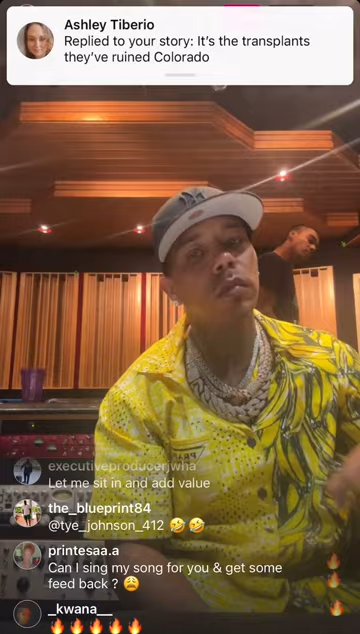 Ashley Tiberio
Replied to your story: It’s the transplants
they’ve ruined Colorado
executiveproducerjwha
Let me sit in and add value
the_blueprint84
@tye_johnson_412 🤣🤣
printesaa.a
Can I sing my song for you & get some
feed back ? 😩
_kwana__
🔥🔥🔥🔥🔥